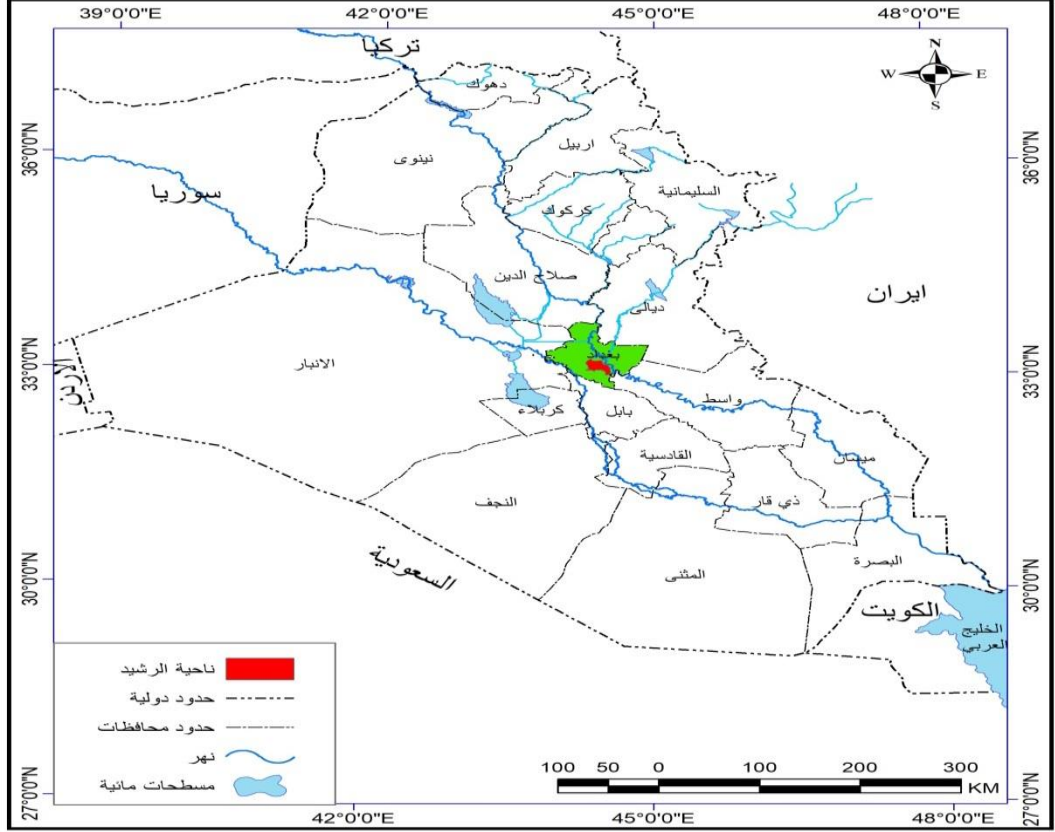 39°0'0"E
42°0'0"E
45°0'0"E
48°0'0"E
36°0'0"N
33°0'0"N
30°0'0"N
27°0'0"N
36°0'0"N
33°0'0"N
30°0'0"N
27°0'0"N
N
W
E
S
تركيا
دهوك
اربيل
نينوى
السليمانية
سوريا
كركوك
صلاح الدين
ايران
ديالى
بغداد
الانبار
الاردن
واسط
كربلاء
بابل
القادسية
ميسان
النجف
ذي قار
البصرة
المثنى
السعودية
الكويت
الخليج
العربي
ناحية الرشيد
حدود دولية
حدود محافظات
نهر
مسطحات مائية
100 50 0 100 200 300
KM
42°0'0"E
45°0'0"E
48°0'0"E